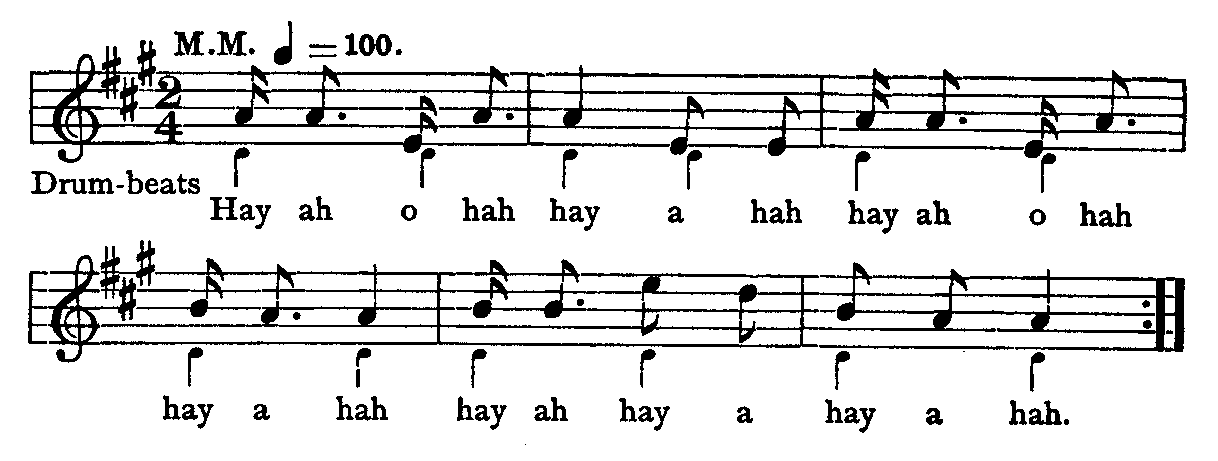 M.M. ♩ = 100.
2
4
Drum-beats
Hay ah o hah hay a hah hay ah o hah
hay a hah hay ah hay a hay a hah.